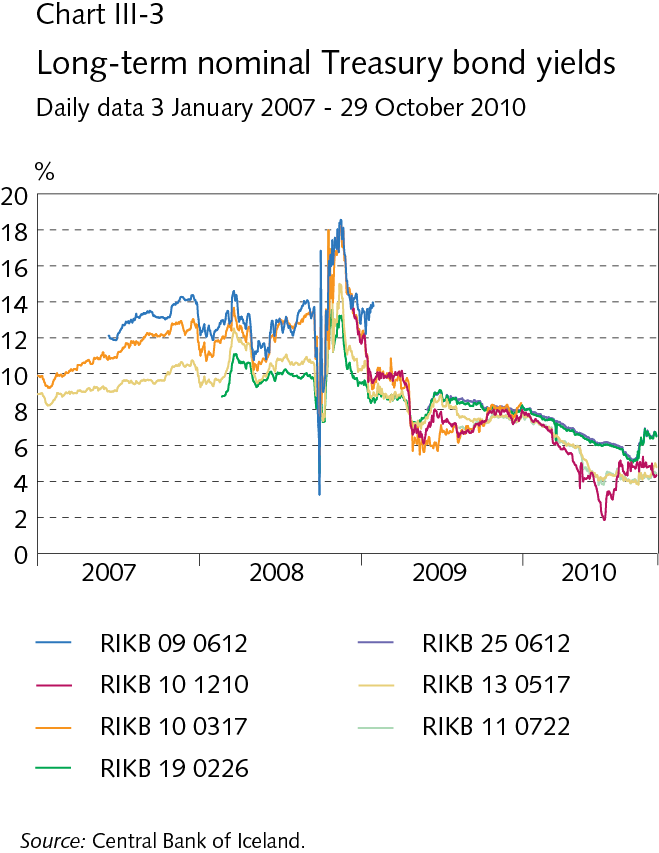 Chart III-3
Long-term nominal Treasury bond yields
Daily data 3 January 2007 - 29 October 2010
%
20
18
16
14
12
10
8
6
4
2
0
2007 2008 2009 2010
RIKB 09 0612 RIKB 25 0612
RIKB 10 1210 RIKB 13 0517
RIKB 10 0317 RIKB 11 0722
RIKB 19 0226
Source: Central Bank of Iceland.